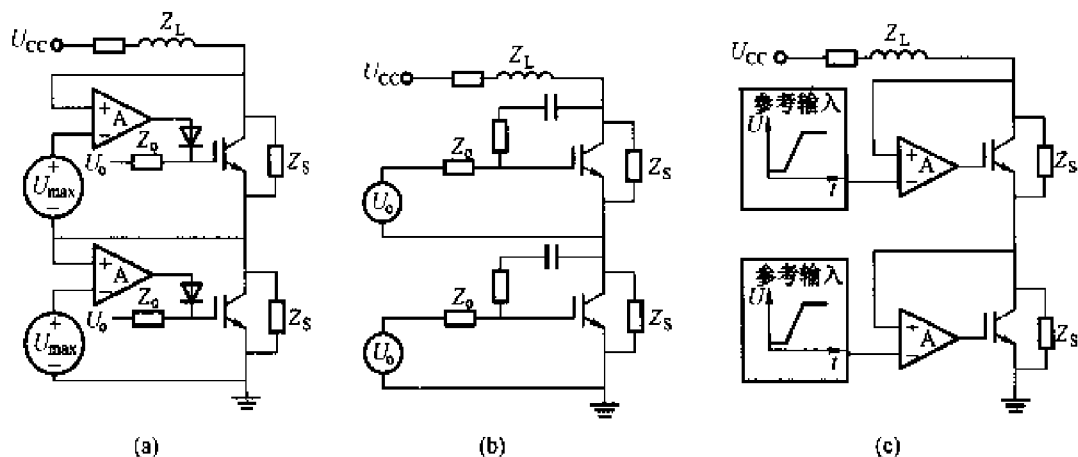 U_CC
Z_L
+
A
−
Z_o
U_o
+
U_max
−
Z_S
+
A
−
Z_o
U_o
+
U_max
−
Z_S
(a)
U_CC
Z_L
Z_o
U_o
Z_S
Z_o
U_o
Z_S
(b)
U_CC
Z_L
参考输入
U
t
+
A
−
Z_S
参考输入
U
t
+
A
−
Z_S
(c)